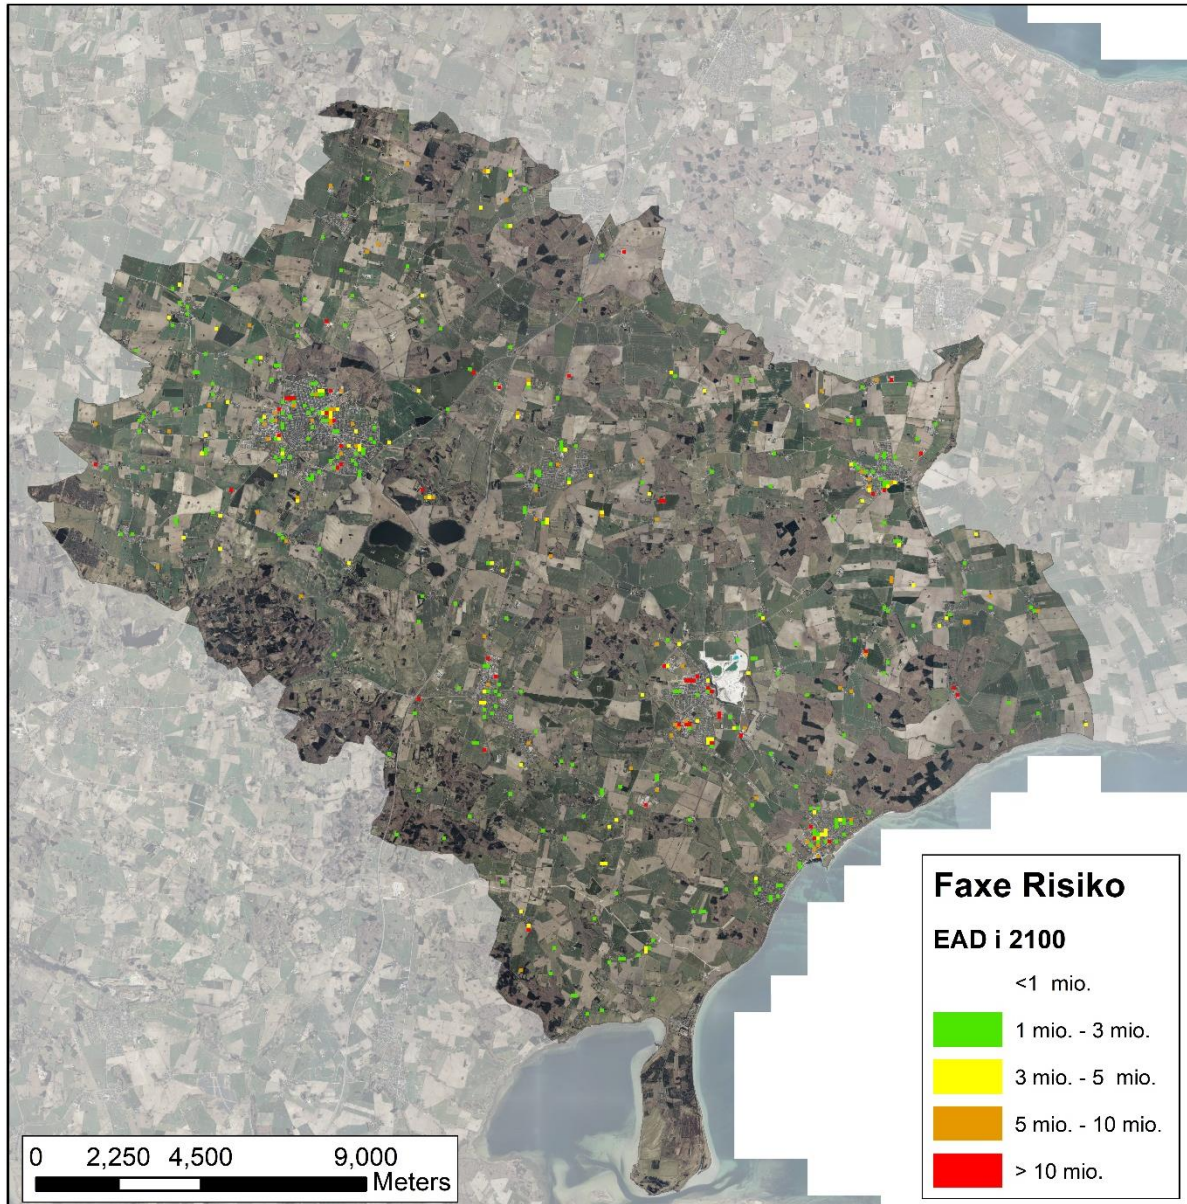 Faxe Risiko
EAD i 2100
<1 mio.
1 mio. - 3 mio.
3 mio. - 5 mio.
5 mio. - 10 mio.
> 10 mio.
0 2,250 4,500 9,000
Meters